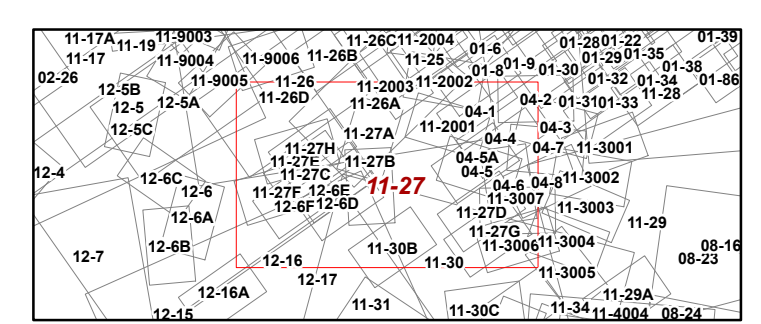 11-17A 11-19 11-9003 11-26C 11-2004 01-6 01-28 01-22 01-39
11-17 11-9004 11-9006 11-26B 11-25 01-9 01-29 01-35
02-26 11-9005 11-26 11-2003 11-2002 01-8 01-30 01-32 01-34 01-38 01-86
12-5B 12-5 12-5A 11-26D 11-26A 04-1 04-2 01-31 01-33 11-28
12-5C 11-27A 11-2001 04-4 04-3
11-27H 11-27E 11-27B 04-5A 04-7 11-3001
12-4 12-6C 12-6 11-27C 11-27 04-5 04-6 04-8 11-3002
12-6A 11-27F 12-6F 12-6E 12-6D 11-27D 11-3007 11-3003 11-29
12-7 12-6B 11-30B 11-27G 11-3006 11-3004 08-16
12-16 12-17 11-30 11-3005 08-23
12-16A 11-29A
12-15 11-31 11-30C 11-34 11-4004 08-24